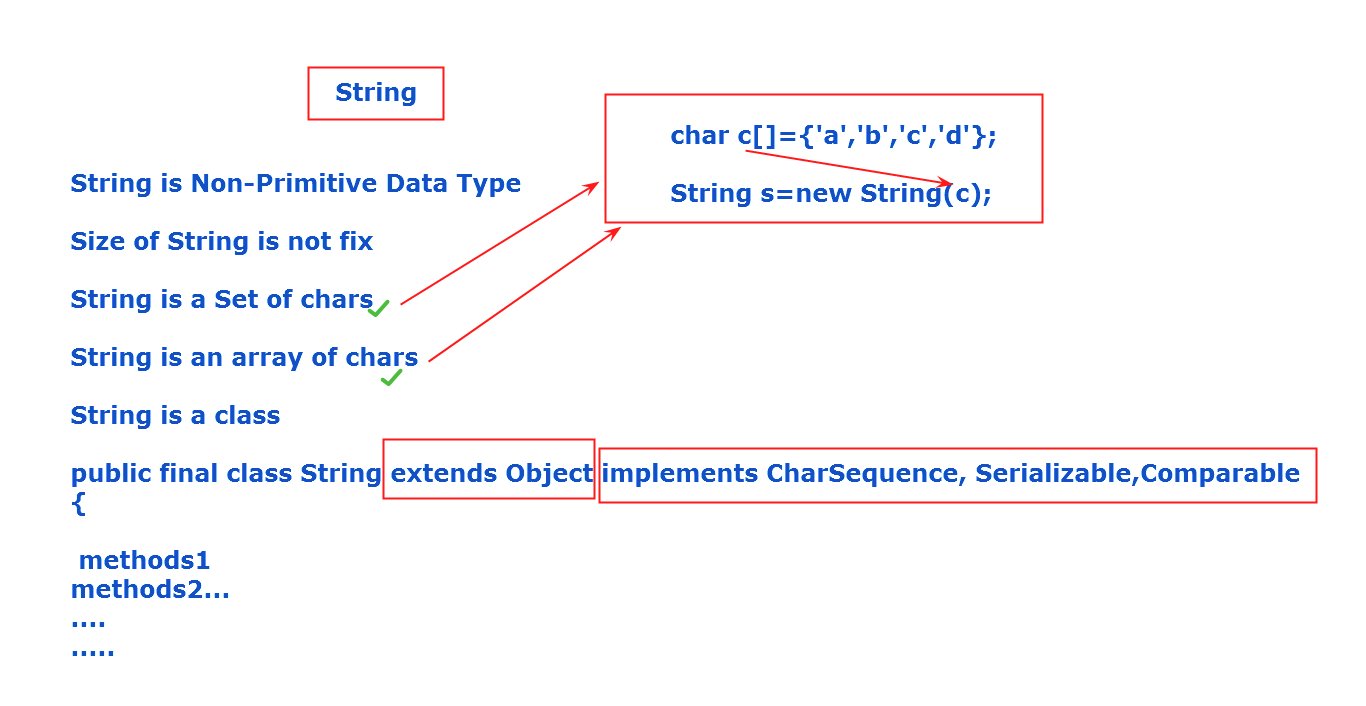 String
char c[]={'a','b','c','d'};
String s=new String(c);
String is Non-Primitive Data Type
Size of String is not fix
String is a Set of chars
String is an array of chars
String is a class
public final class String extends Object implements CharSequence, Serializable,Comparable
{
methods1
methods2...
....
.....